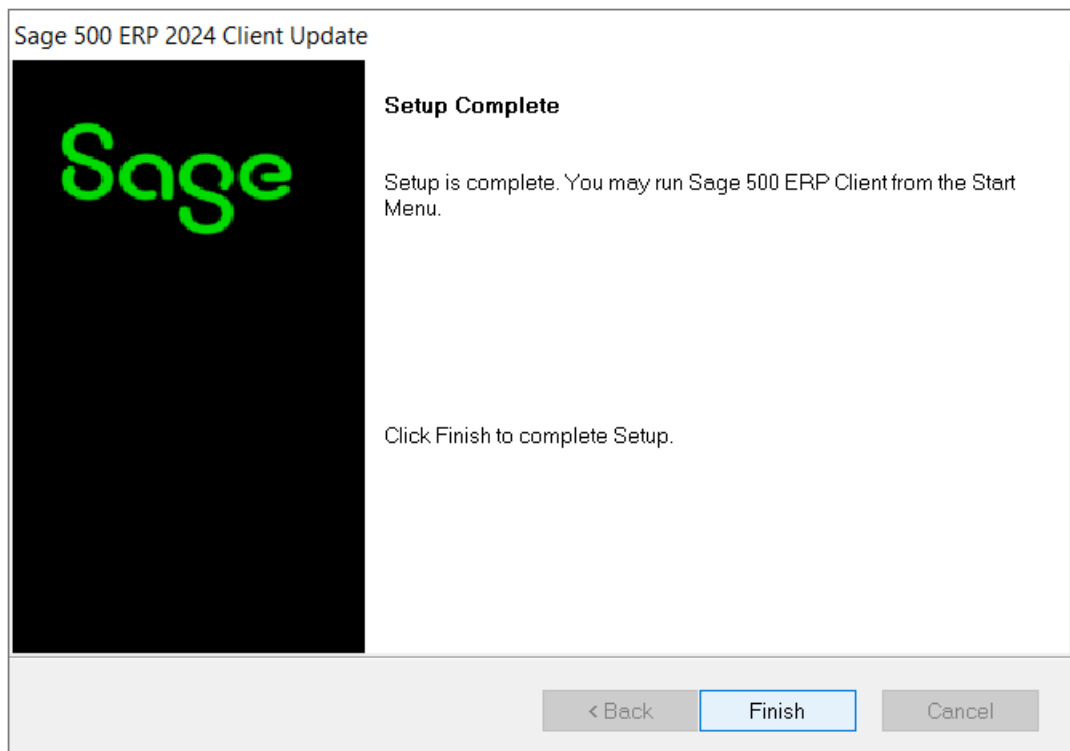 Sage 500 ERP 2024 Client Update
Sage
Setup Complete
Setup is complete. You may run Sage 500 ERP Client from the Start
Menu.
Click Finish to complete Setup.
< Back
Finish
Cancel